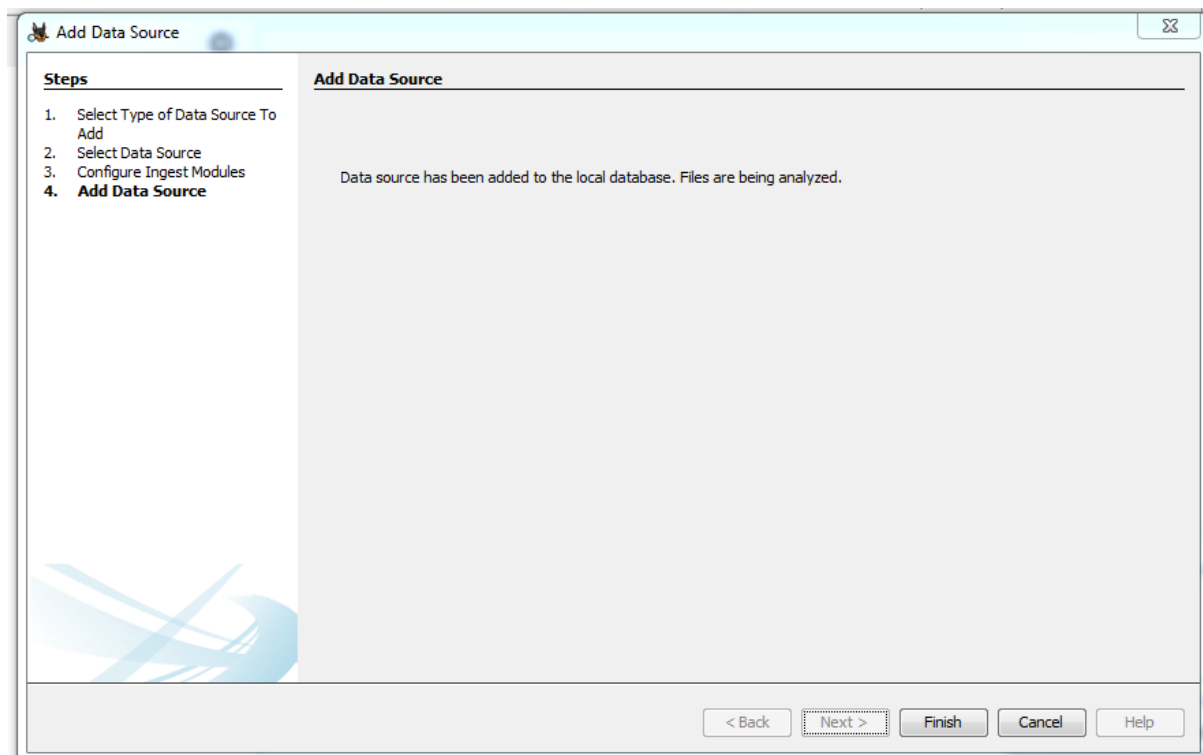 Add Data Source
Steps
1. Select Type of Data Source To
Add
2. Select Data Source
3. Configure Ingest Modules
4. Add Data Source
Add Data Source
Data source has been added to the local database. Files are being analyzed.
< Back
Next >
Finish
Cancel
Help